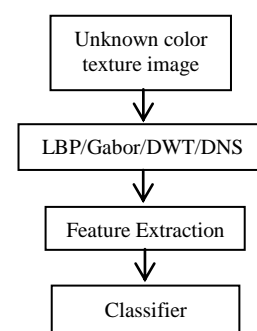 Unknown color
texture image
LBP/Gabor/DWT/DNS
Feature Extraction
Classifier